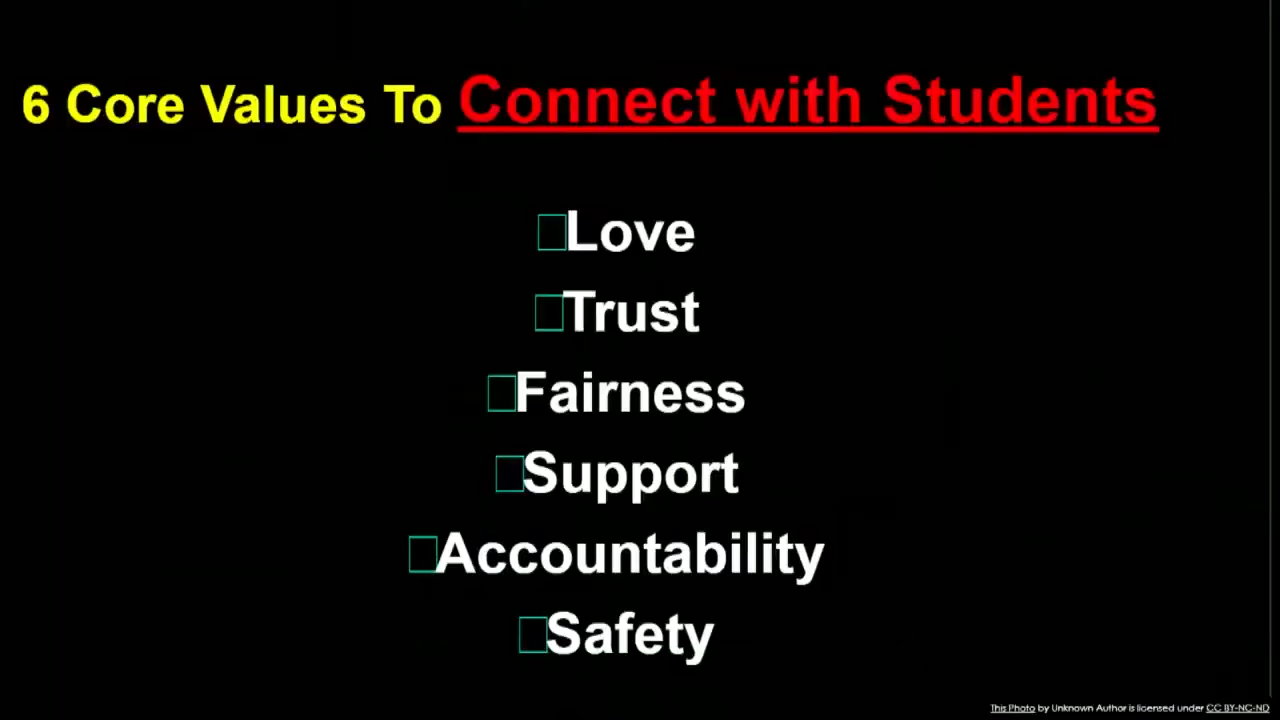 6 Core Values To Connect with Students
Love
Trust
Fairness
Support
Accountability
Safety
This Photo by Unknown Author is licensed under CC BY-NC-ND